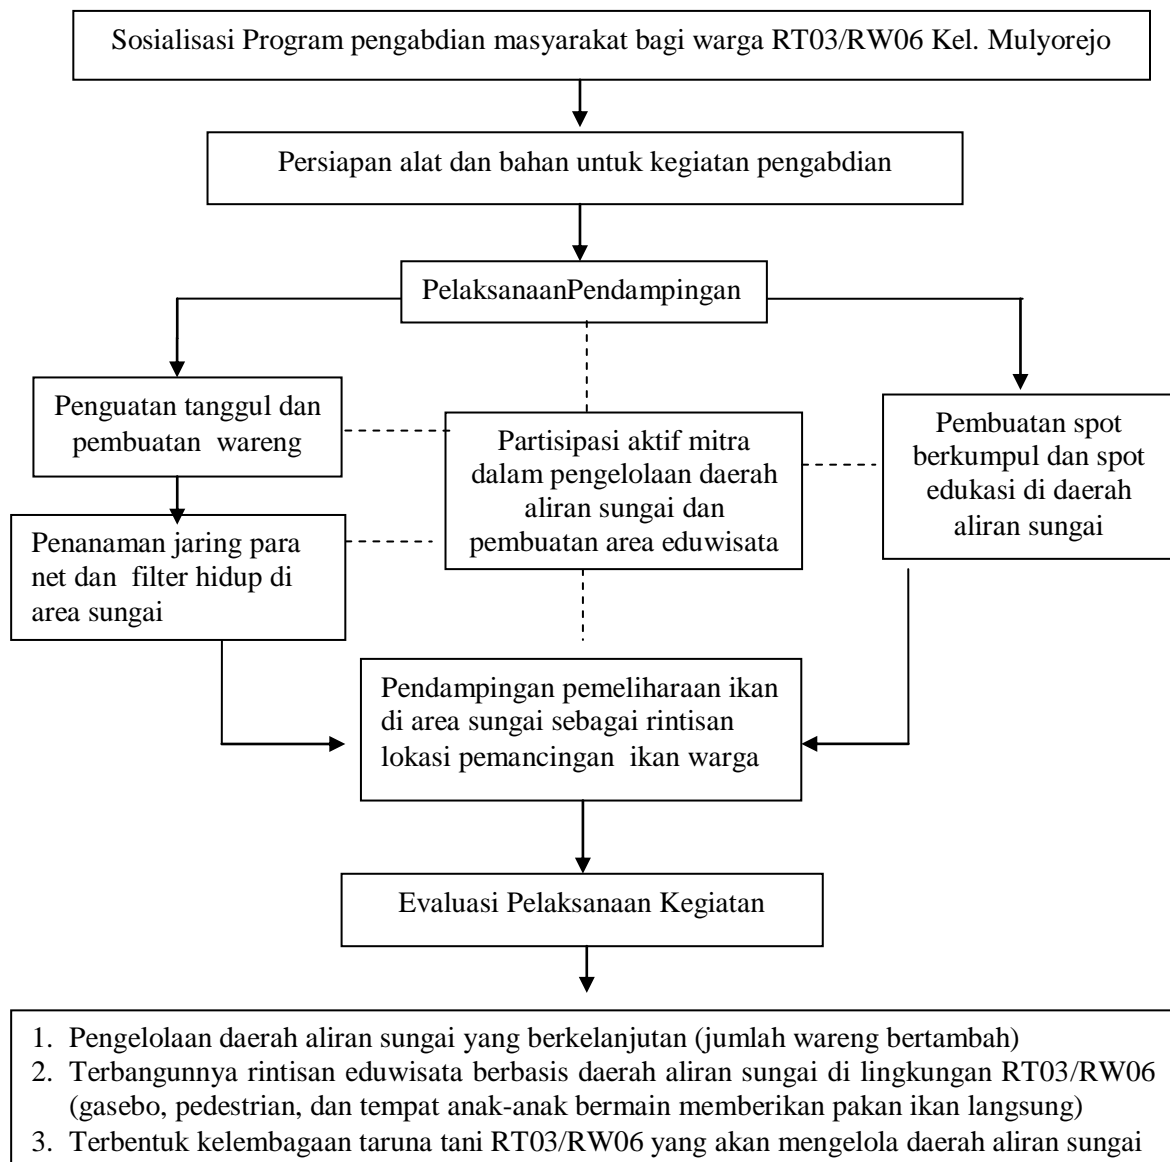 Sosialisasi Program pengabdian masyarakat bagi warga RT03/RW06 Kel. Mulyorejo
Persiapan alat dan bahan untuk kegiatan pengabdian
PelaksanaanPendampingan
Penguatan tanggul dan
pembuatan wareng
Partisipasi aktif mitra
dalam pengelolaan daerah
aliran sungai dan
pembuatan area eduwisata
Pembuatan spot
berkumpul dan spot
edukasi di daerah
aliran sungai
Penanaman jaring para
net dan filter hidup di
area sungai
Pendampingan pemeliharaan ikan
di area sungai sebagai rintisan
lokasi pemancingan ikan warga
Evaluasi Pelaksanaan Kegiatan
1. Pengelolaan daerah aliran sungai yang berkelanjutan (jumlah wareng bertambah)
2. Terbangunnya rintisan eduwisata berbasis daerah aliran sungai di lingkungan RT03/RW06
(gasebo, pedestrian, dan tempat anak-anak bermain memberikan pakan ikan langsung)
3. Terbentuk kelembagaan taruna tani RT03/RW06 yang akan mengelola daerah aliran sungai